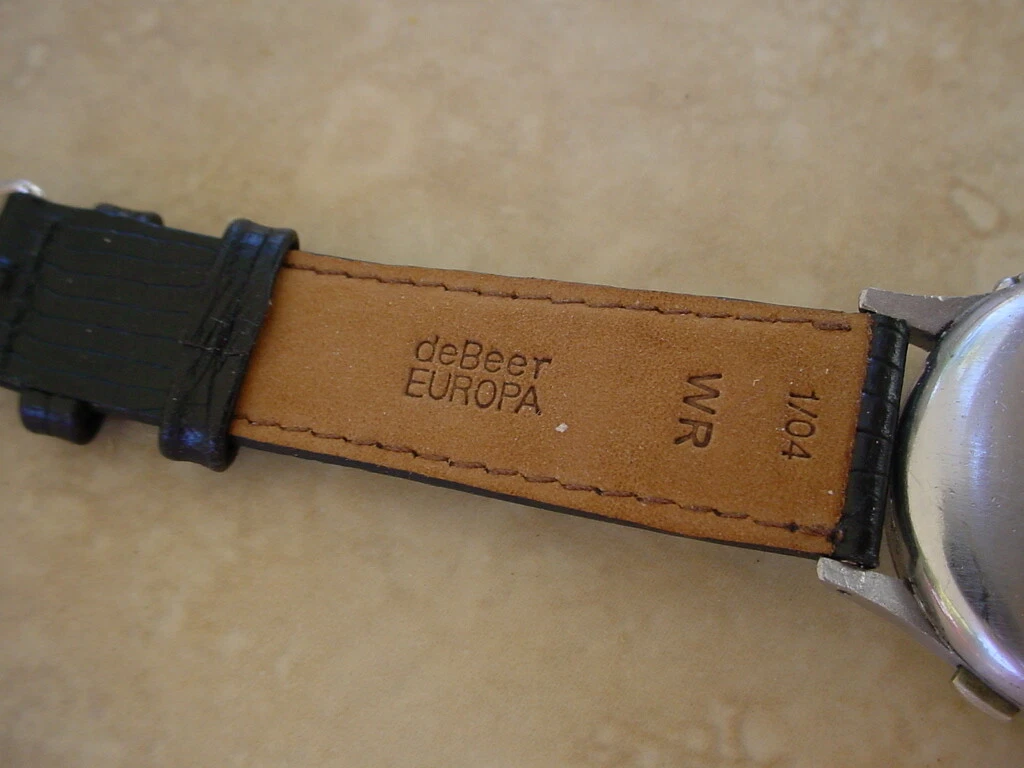 deBeer
EUROPA
WR
1/04